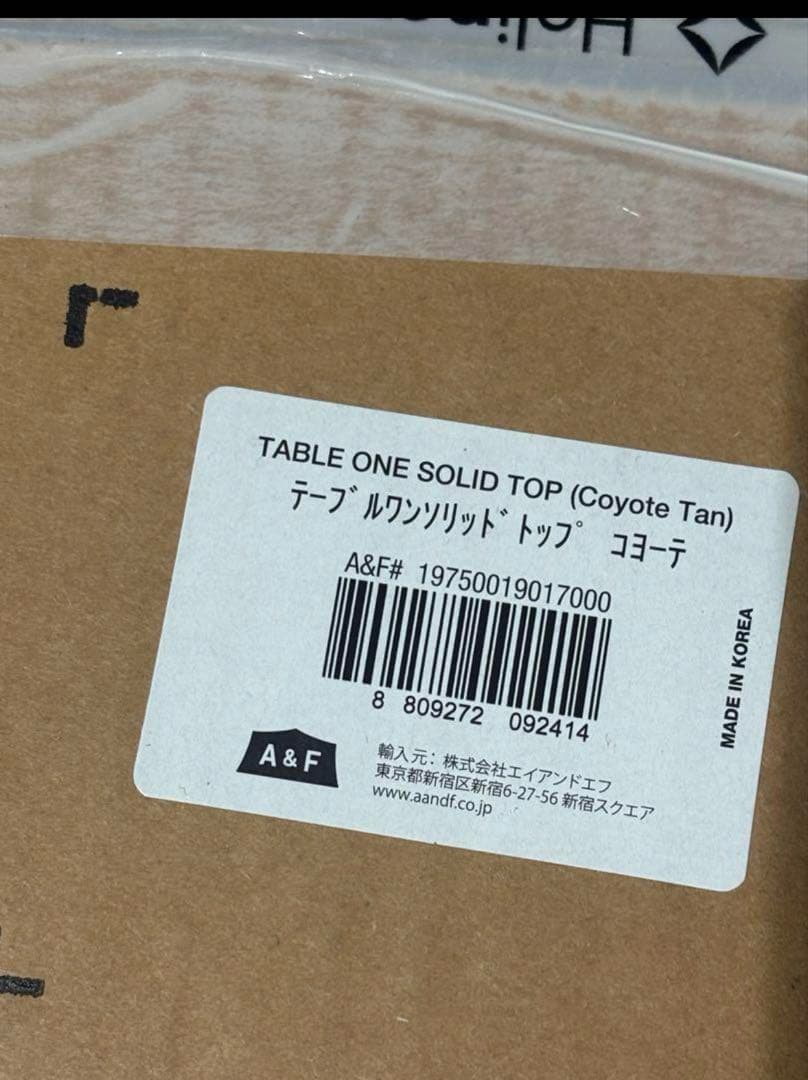 TABLE ONE SOLID TOP (Coyote Tan)
テーブルワンソリッドトップ コヨーテ
A&F# 19750019017000
8 809272 092414
MADE IN KOREA
A&F
輸入元: 株式会社エイアンドエフ
東京都新宿区新宿6-27-56 新宿スクエア
www.aandf.co.jp